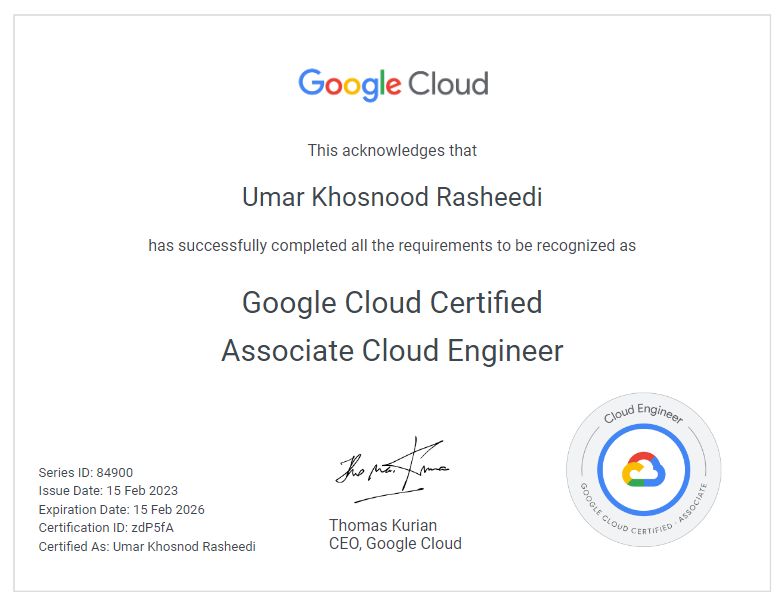 Google Cloud
This acknowledges that
Umar Khosnood Rasheedi
has successfully completed all the requirements to be recognized as
Google Cloud Certified
Associate Cloud Engineer
Series ID: 84900
Issue Date: 15 Feb 2023
Expiration Date: 15 Feb 2026
Certification ID: zdP5fA
Certified As: Umar Khosnod Rasheedi
Thomas Kurian
CEO, Google Cloud
Cloud Engineer
GOOGLE CLOUD CERTIFIED · ASSOCIATE